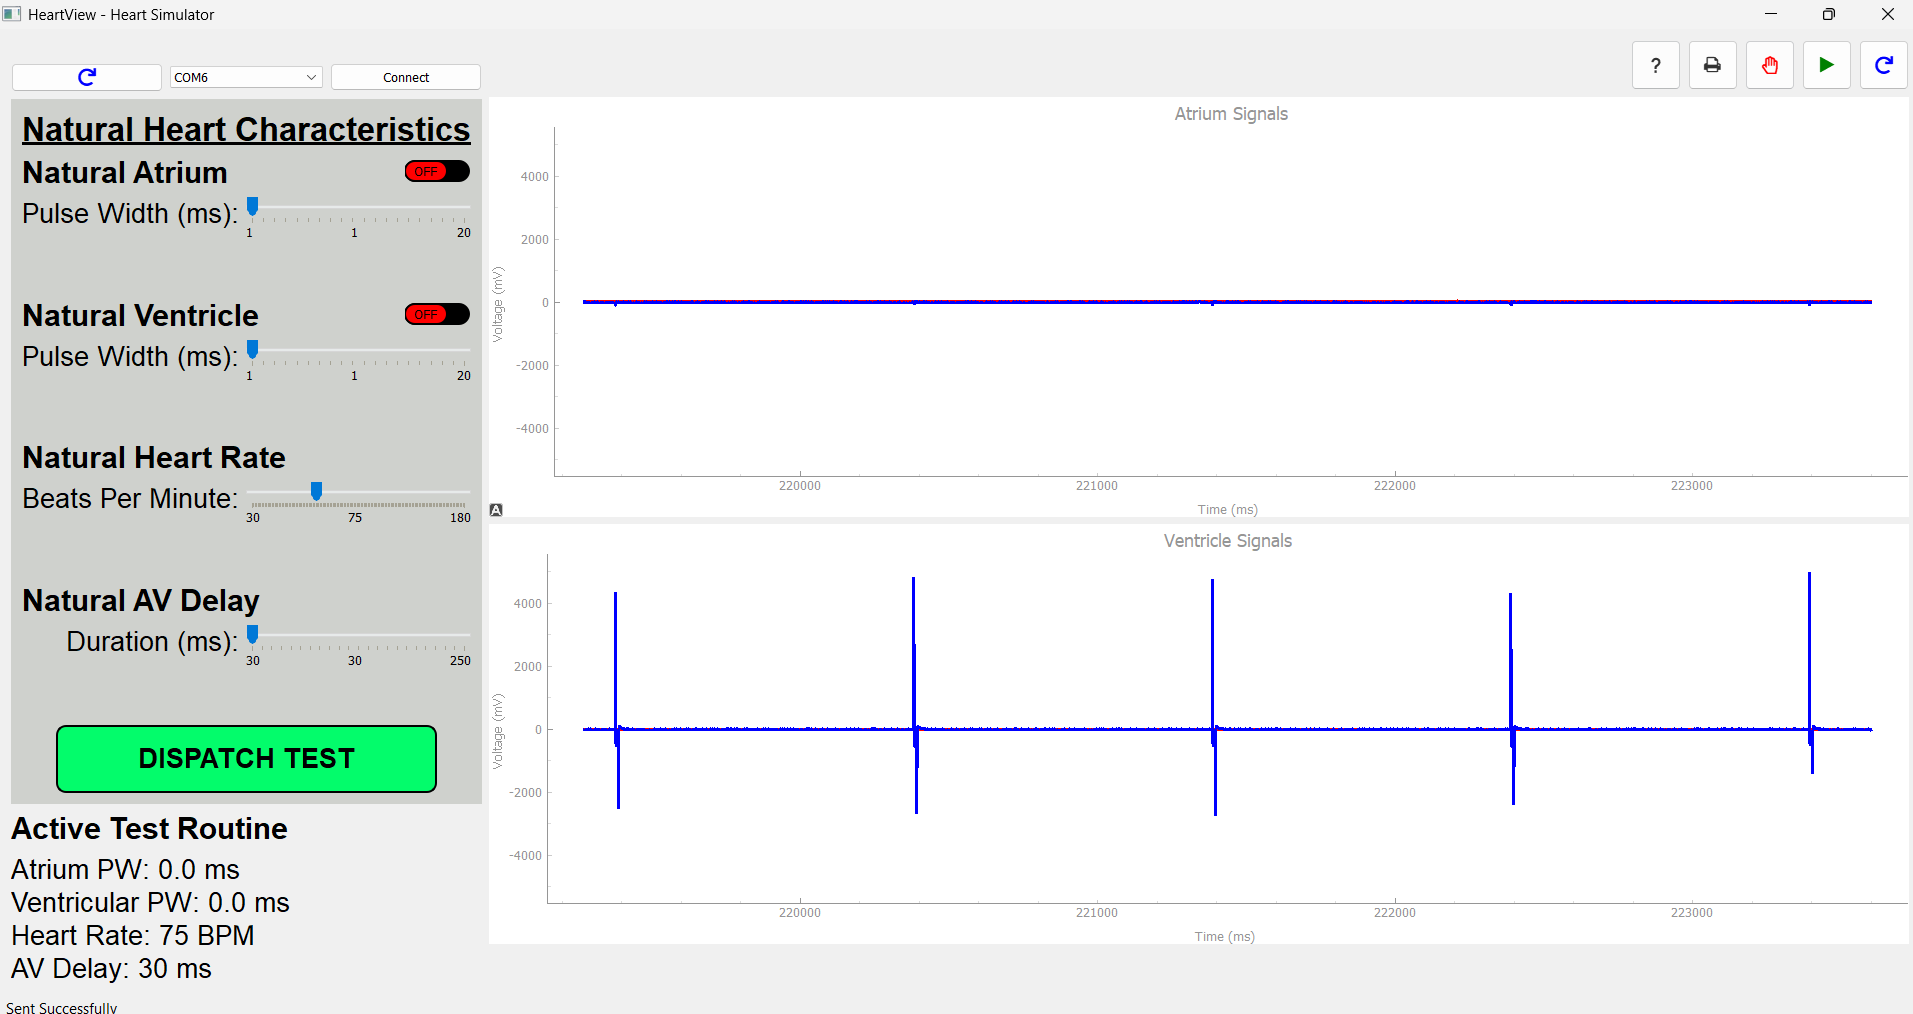 HeartView - Heart Simulator
COM6
Connect
?
Natural Heart Characteristics
Natural Atrium
OFF
Pulse Width (ms):
1 1 20
Natural Ventricle
OFF
Pulse Width (ms):
1 1 20
Natural Heart Rate
Beats Per Minute:
30 75 180
Natural AV Delay
Duration (ms):
30 30 250
DISPATCH TEST
Active Test Routine
Atrium PW: 0.0 ms
Ventricular PW: 0.0 ms
Heart Rate: 75 BPM
AV Delay: 30 ms
Sent Successfully
Atrium Signals
4000
2000
0
-2000
-4000
Voltage (mV)
220000 221000 222000 223000
Time (ms)
A
Ventricle Signals
4000
2000
0
-2000
-4000
Voltage (mV)
220000 221000 222000 223000
Time (ms)